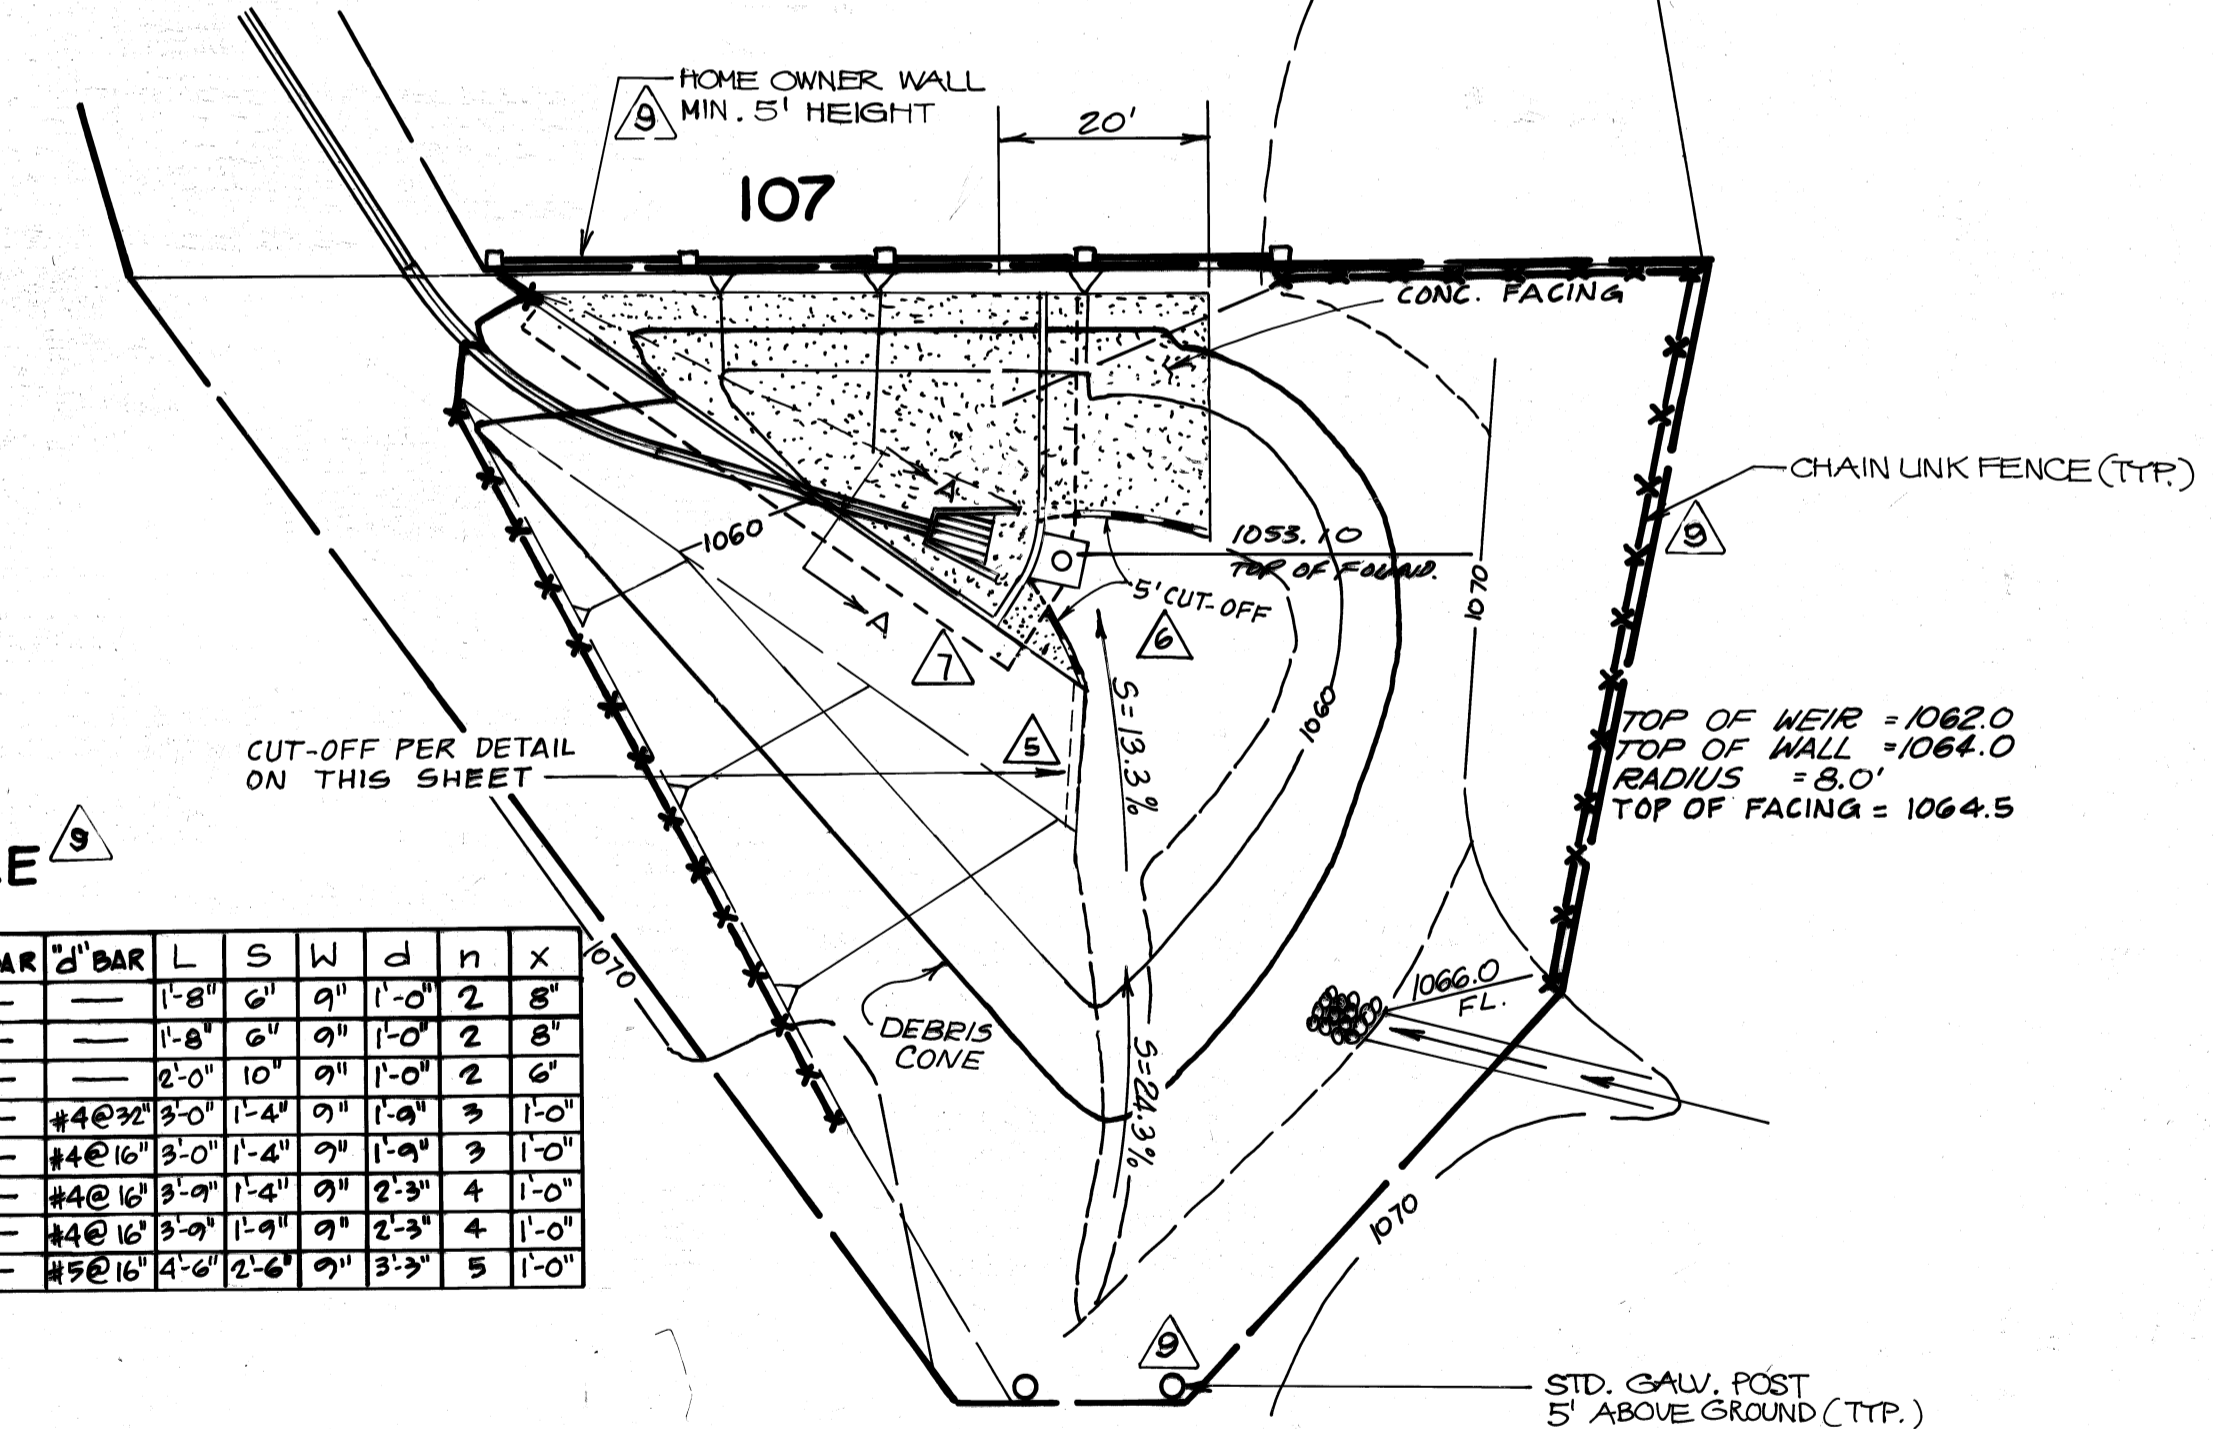 HOME OWNER WALL
MIN. 5' HEIGHT
9
20'
107
CONC. FACING
CHAIN LINK FENCE (TYP.)
9
A
1060
1053.10
TOP OF FOUND.
5' CUT-OFF
6
A
7
1070
S=13.3%
1060
5
CUT-OFF PER DETAIL
ON THIS SHEET
TOP OF WEIR = 1062.0
TOP OF WALL = 1064.0
RADIUS = 8.0'
TOP OF FACING = 1064.5
E 9
AR "d" BAR L S W d n x
— — 1'-8" 6" 9" 1'-0" 2 8"
— — 1'-8" 6" 9" 1'-0" 2 8"
— — 2'-0" 10" 9" 1'-0" 2 6"
— #4@32" 3'-0" 1'-4" 9" 1'-9" 3 1'-0"
— #4@16" 3'-0" 1'-4" 9" 1'-9" 3 1'-0"
— #4@16" 3'-9" 1'-4" 9" 2'-3" 4 1'-0"
— #4@16" 3'-9" 1'-9" 9" 2'-3" 4 1'-0"
— #5@16" 4'-6" 2'-6" 9" 3'-3" 5 1'-0"
1070
DEBRIS
CONE
1066.0
FL.
S=24.3%
1070
9
STD. GALV. POST
5' ABOVE GROUND (TYP.)